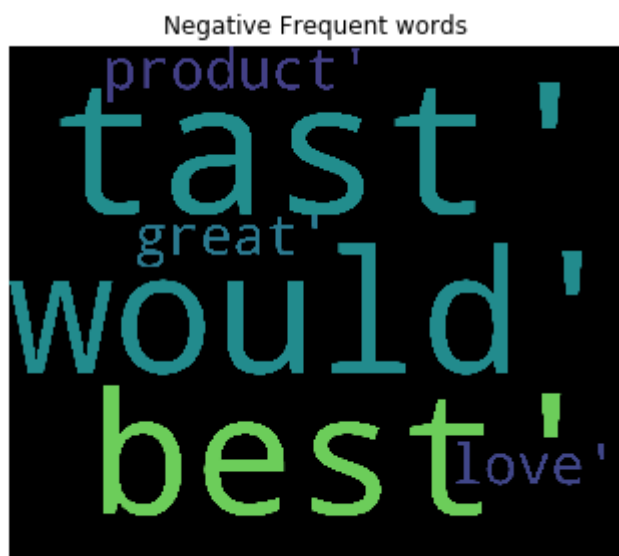 Negative Frequent words
product'
tast'
great'
would'
best'
love'